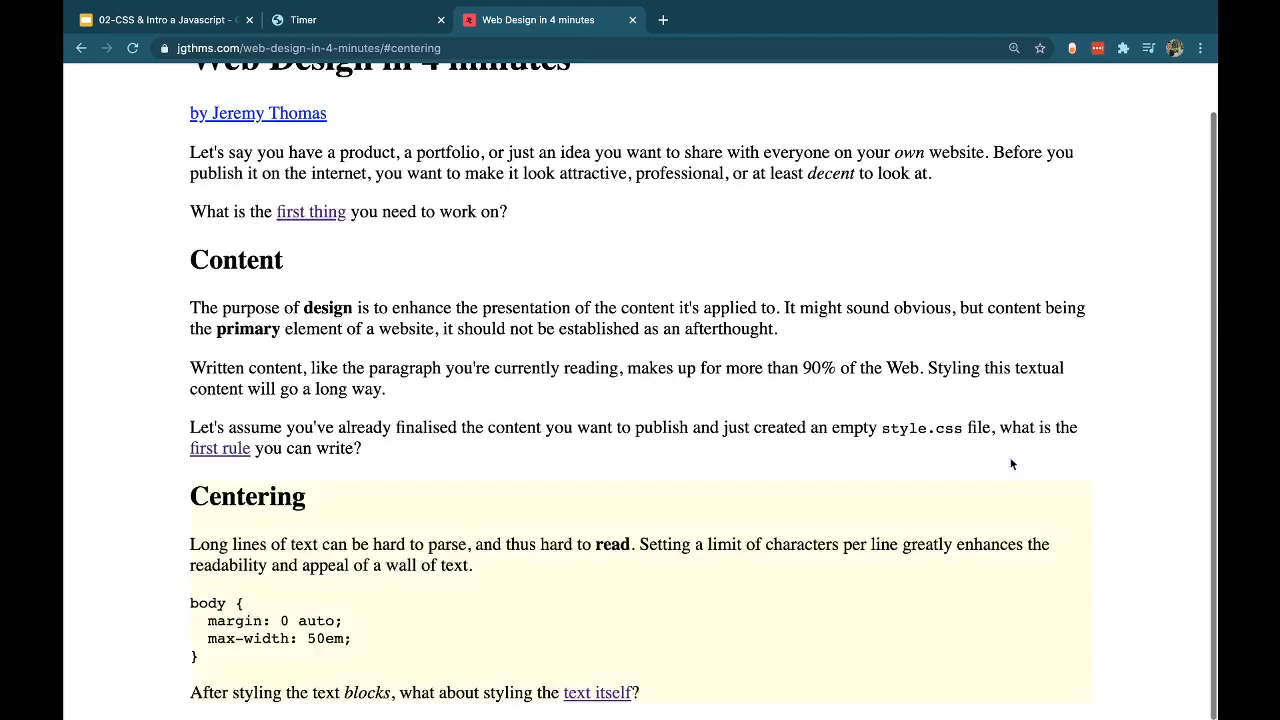 02-CSS & Intro a Javascript -
Timer
Web Design in 4 minutes
jgthms.com/web-design-in-4-minutes/#centering
Web Design in 4 minutes
by Jeremy Thomas
Let's say you have a product, a portfolio, or just an idea you want to share with everyone on your own website. Before you
publish it on the internet, you want to make it look attractive, professional, or at least decent to look at.
What is the first thing you need to work on?
Content
The purpose of design is to enhance the presentation of the content it's applied to. It might sound obvious, but content being
the primary element of a website, it should not be established as an afterthought.
Written content, like the paragraph you're currently reading, makes up for more than 90% of the Web. Styling this textual
content will go a long way.
Let's assume you've already finalised the content you want to publish and just created an empty style.css file, what is the
first rule you can write?
Centering
Long lines of text can be hard to parse, and thus hard to read. Setting a limit of characters per line greatly enhances the
readability and appeal of a wall of text.
body {
  margin: 0 auto;
  max-width: 50em;
}
After styling the text blocks, what about styling the text itself?